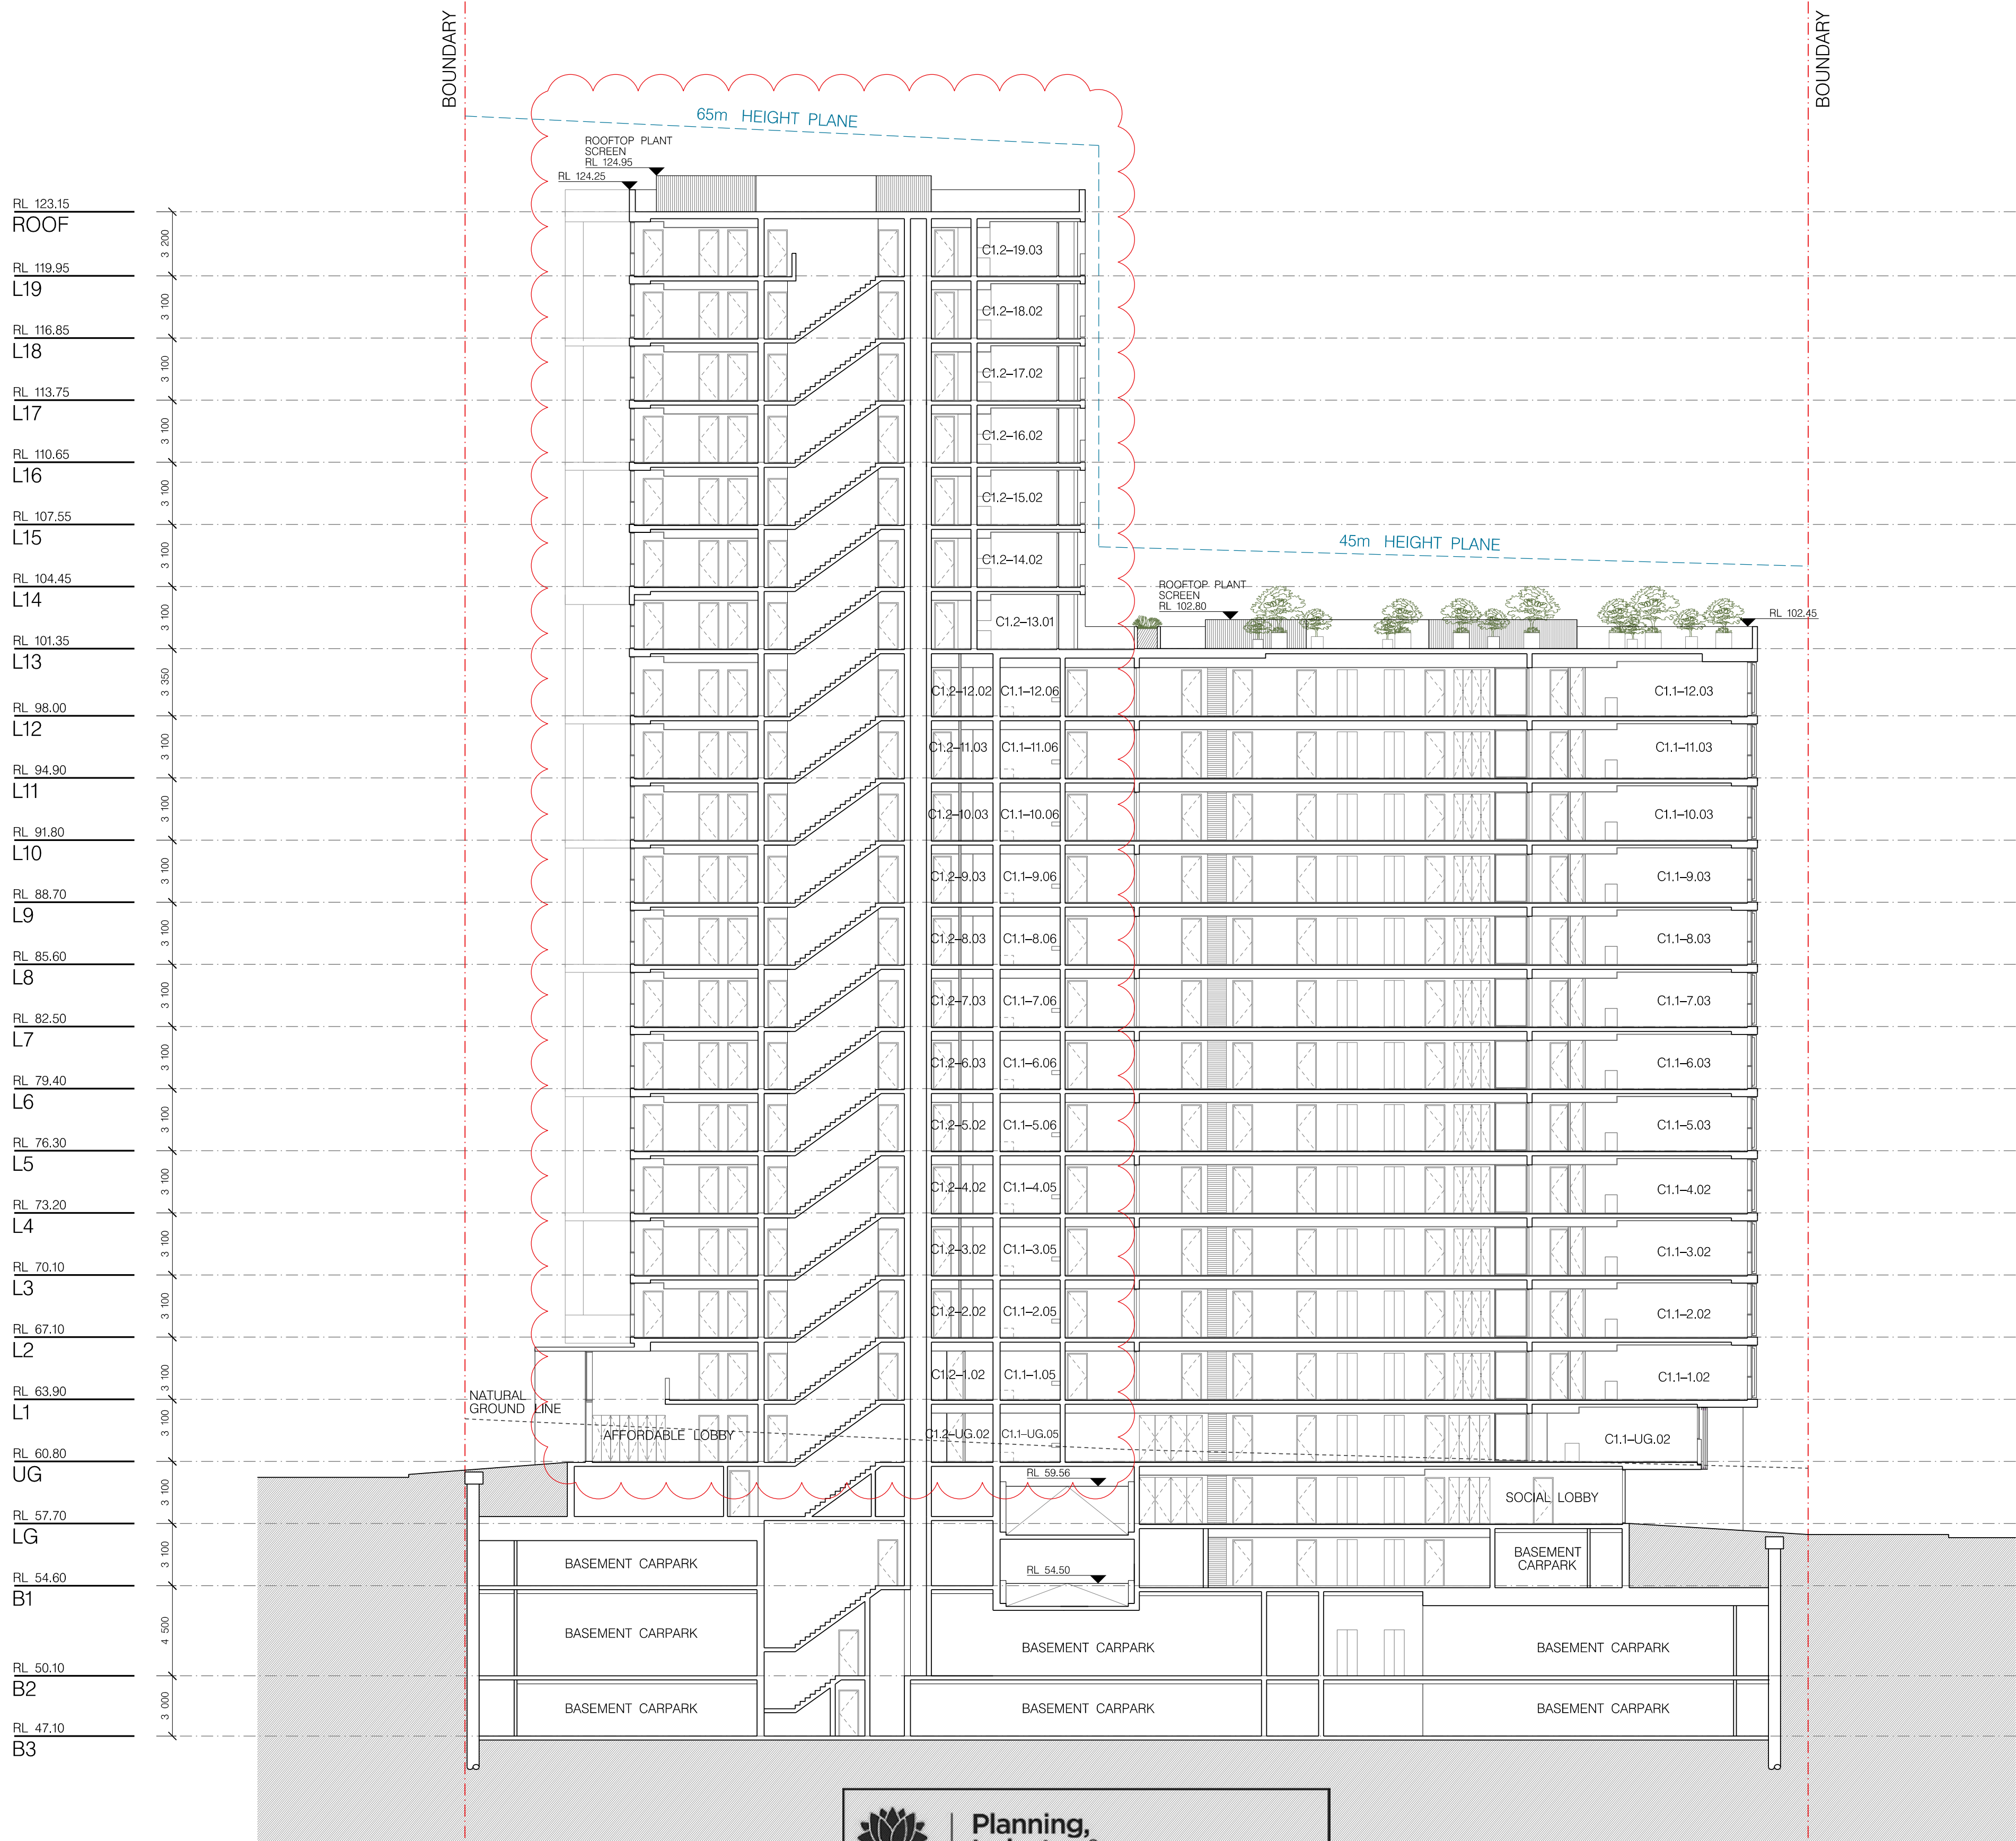 BOUNDARY
BOUNDARY
65m HEIGHT PLANE
ROOFTOP PLANT
SCREEN
RL 124.95
RL 124.25
RL 123.15
ROOF
3 200
C1.2–19.03
RL 119.95
L19
3 100
C1.2–18.02
RL 116.85
L18
3 100
C1.2–17.02
RL 113.75
L17
3 100
C1.2–16.02
RL 110.65
L16
3 100
C1.2–15.02
RL 107.55
L15
45m HEIGHT PLANE
3 100
C1.2–14.02
RL 104.45
L14
ROOFTOP PLANT
SCREEN
RL 102.80
RL 102.45
3 100
C1.2–13.01
RL 101.35
L13
3 350
C1.2–12.02 C1.1–12.06 C1.1–12.03
RL 98.00
L12
3 100
C1.2–11.03 C1.1–11.06 C1.1–11.03
RL 94.90
L11
3 100
C1.2–10.03 C1.1–10.06 C1.1–10.03
RL 91.80
L10
3 100
C1.2–9.03 C1.1–9.06 C1.1–9.03
RL 88.70
L9
3 100
C1.2–8.03 C1.1–8.06 C1.1–8.03
RL 85.60
L8
3 100
C1.2–7.03 C1.1–7.06 C1.1–7.03
RL 82.50
L7
3 100
C1.2–6.03 C1.1–6.06 C1.1–6.03
RL 79.40
L6
3 100
C1.2–5.02 C1.1–5.06 C1.1–5.03
RL 76.30
L5
3 100
C1.2–4.02 C1.1–4.05 C1.1–4.02
RL 73.20
L4
3 100
C1.2–3.02 C1.1–3.05 C1.1–3.02
RL 70.10
L3
3 100
C1.2–2.02 C1.1–2.05 C1.1–2.02
RL 67.10
L2
3 100
C1.2–1.02 C1.1–1.05 C1.1–1.02
RL 63.90
L1
NATURAL
GROUND LINE
3 100
AFFORDABLE LOBBY C1.2–UG.02 C1.1–UG.05 C1.1–UG.02
RL 60.80
UG
RL 59.56
3 100
SOCIAL LOBBY
RL 57.70
LG
3 100
BASEMENT CARPARK
BASEMENT
CARPARK
RL 54.50
RL 54.60
B1
4 500
BASEMENT CARPARK BASEMENT CARPARK BASEMENT CARPARK
RL 50.10
B2
3 000
BASEMENT CARPARK BASEMENT CARPARK BASEMENT CARPARK
RL 47.10
B3
Planning,